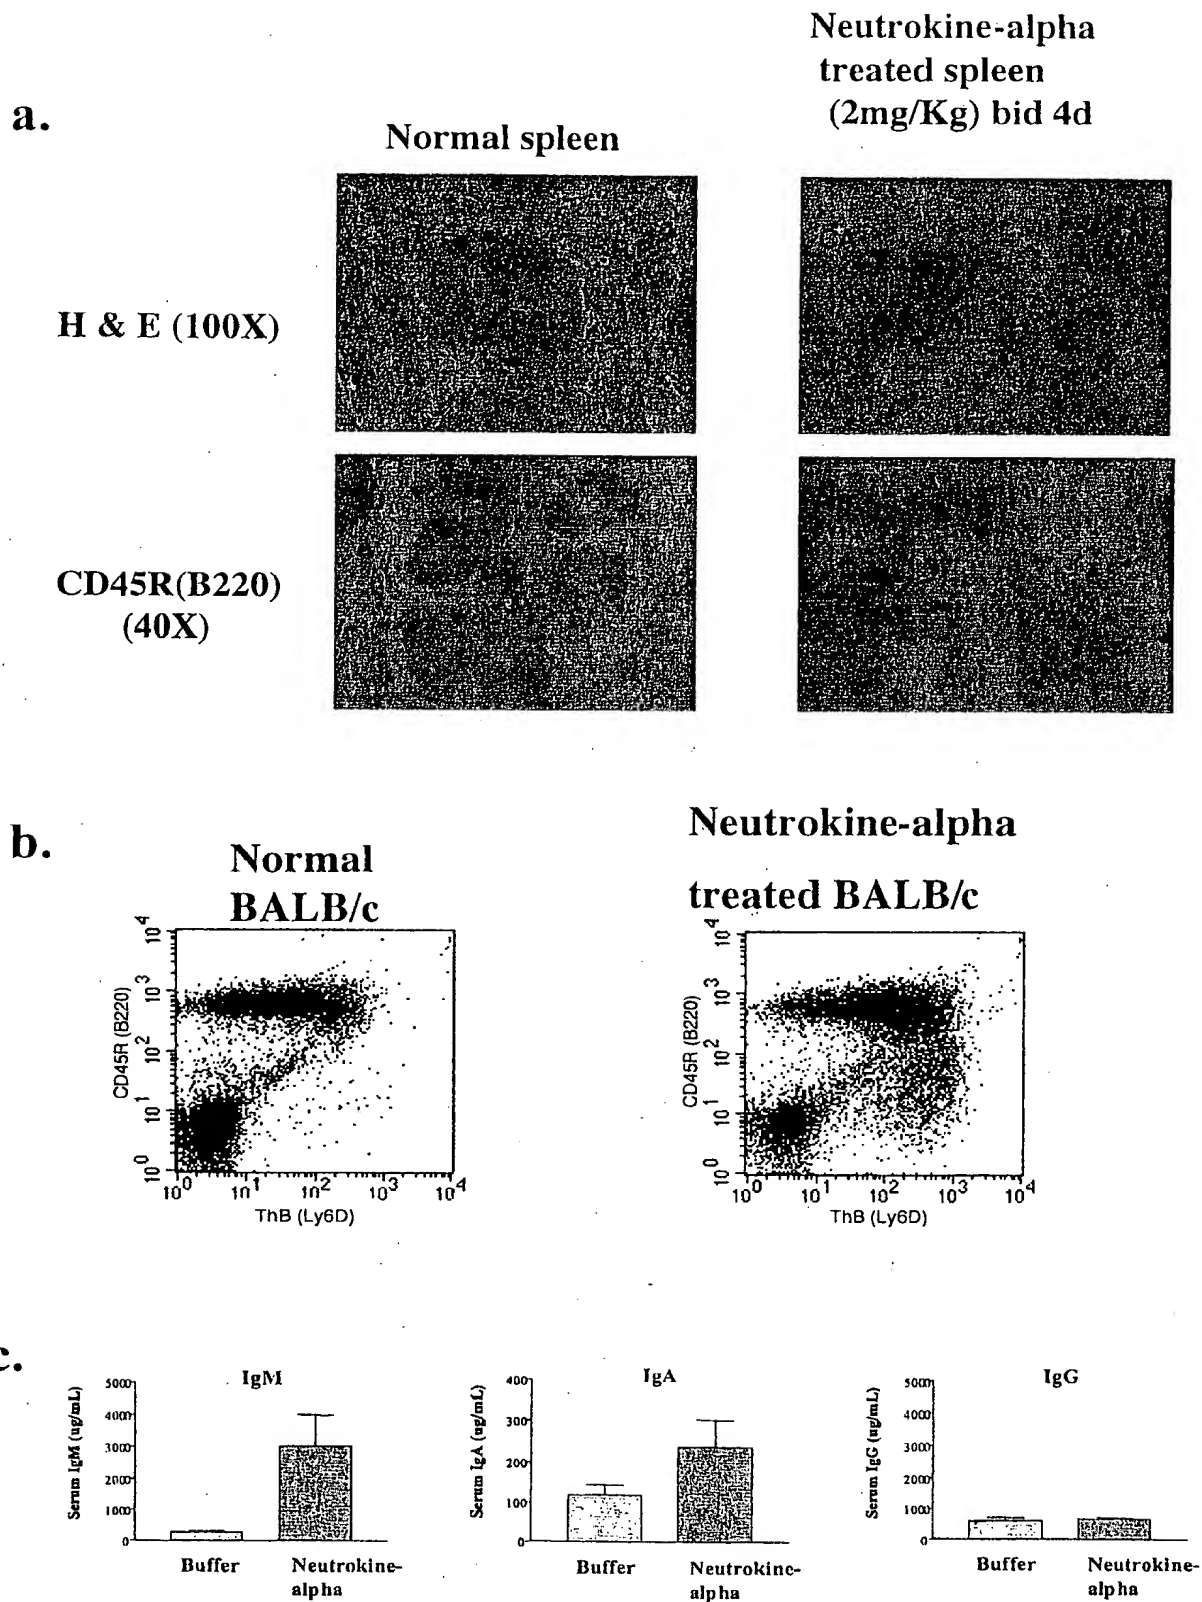 a.
Normal spleen
Neutrokine-alpha
treated spleen
(2mg/Kg) bid 4d
H & E (100X)
CD45R(B220)
(40X)
b.
Normal
BALB/c
Neutrokine-alpha
treated BALB/c
CD45R (B220)
10^4
10^3
10^2
10^1
10^0
10^0 10^1 10^2 10^3 10^4
ThB (Ly6D)
CD45R (B220)
10^4
10^3
10^2
10^1
10^0
10^0 10^1 10^2 10^3 10^4
ThB (Ly6D)
c.
IgM
Serum IgM (ug/mL)
5000
4000
3000
2000
1000
0
Buffer
Neutrokine-
alpha
IgA
Serum IgA (ug/mL)
400
300
200
100
0
Buffer
Neutrokine-
alpha
IgG
Serum IgG (ug/mL)
5000
4000
3000
2000
1000
0
Buffer
Neutrokine-
alpha